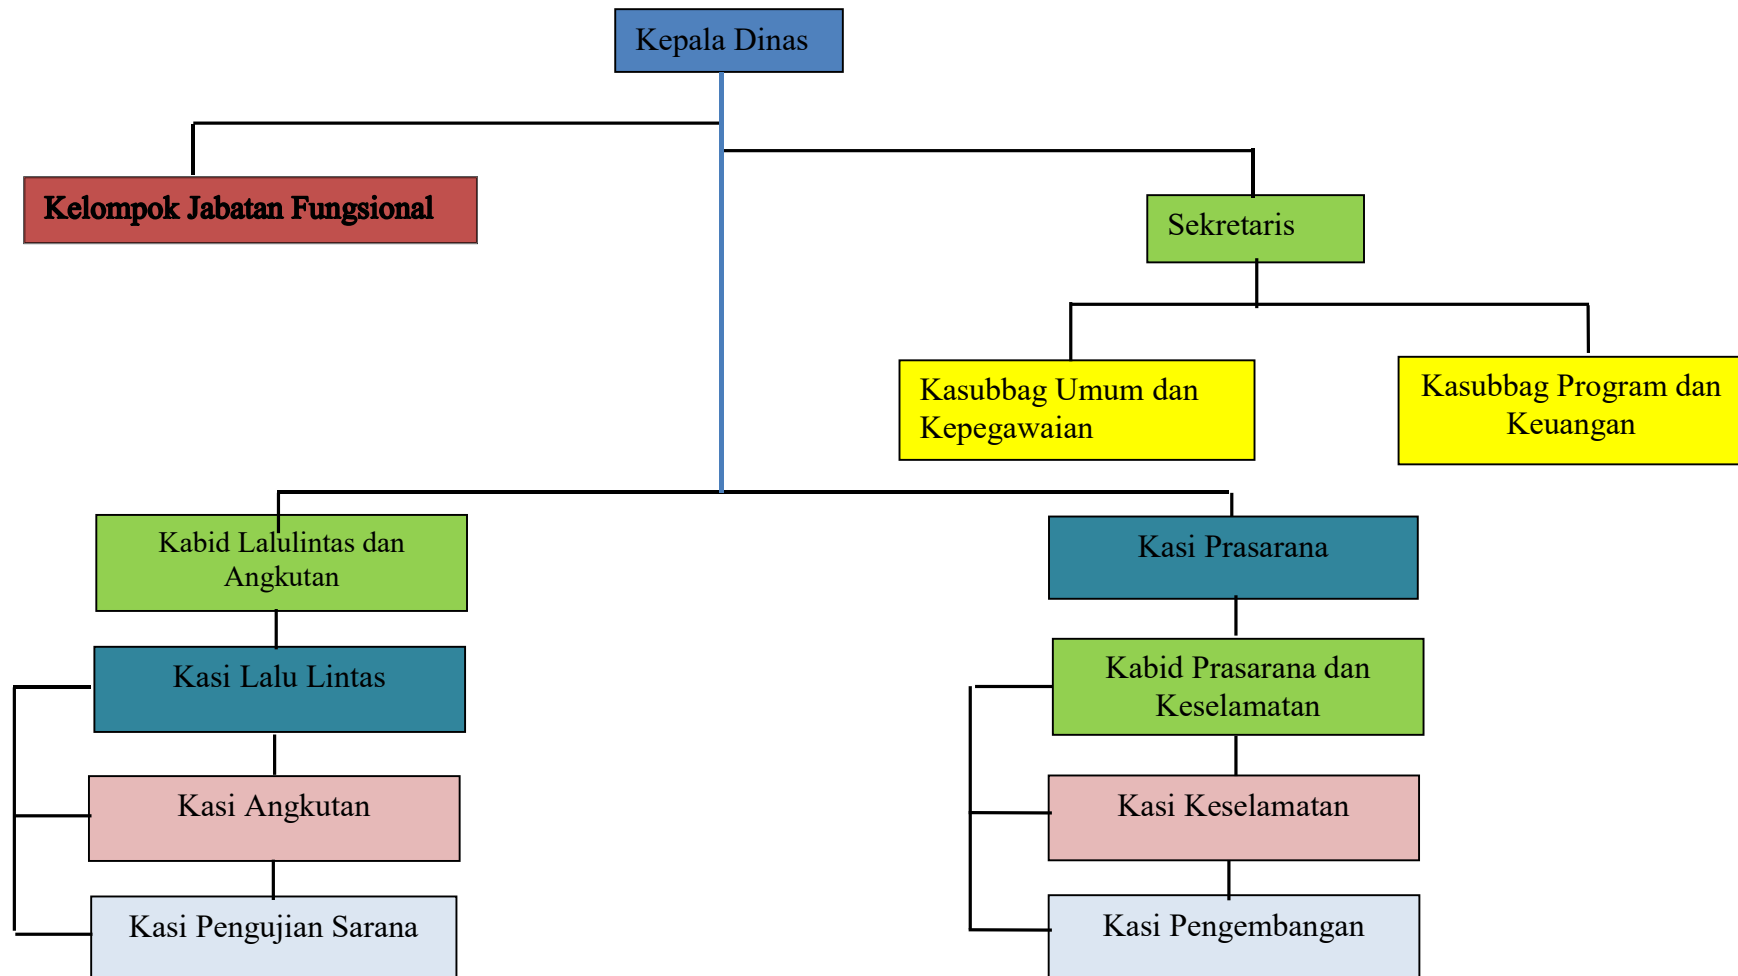 Kepala Dinas
Kelompok Jabatan Fungsional
Sekretaris
Kasubbag Umum dan
Kepegawaian
Kasubbag Program dan
Keuangan
Kabid Lalulintas dan
Angkutan
Kasi Prasarana
Kasi Lalu Lintas
Kabid Prasarana dan
Keselamatan
Kasi Angkutan
Kasi Keselamatan
Kasi Pengujian Sarana
Kasi Pengembangan